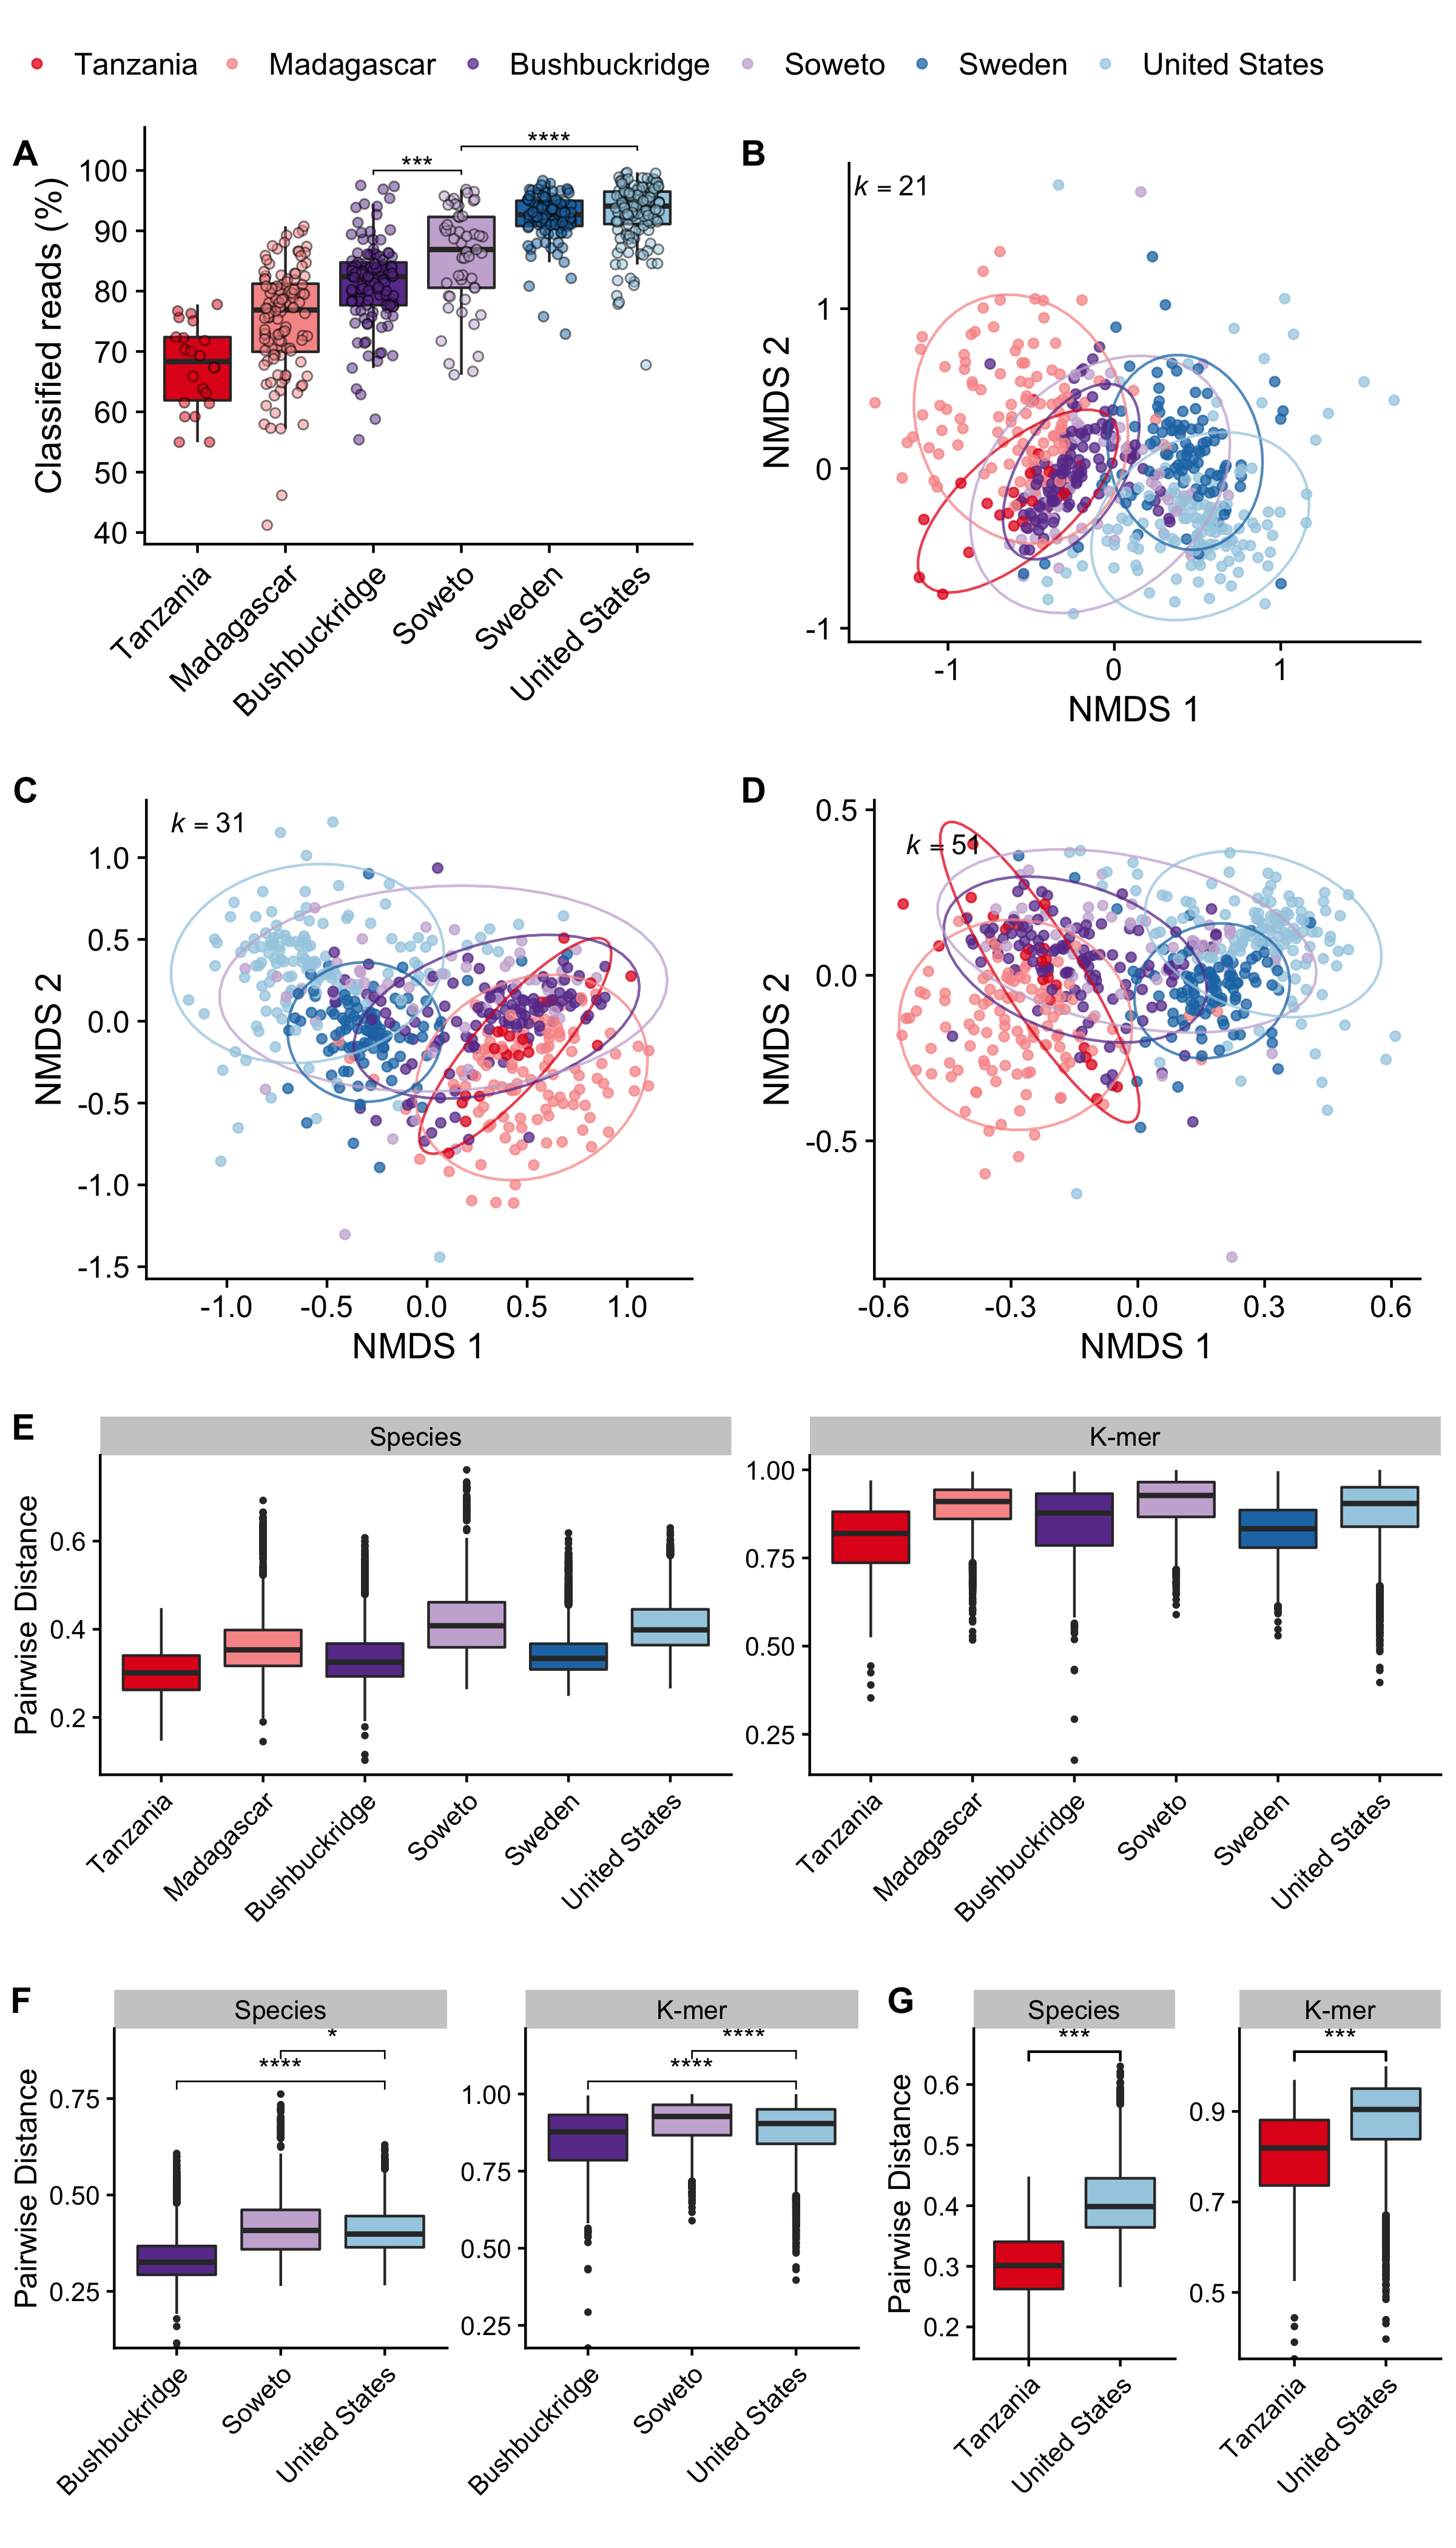 Tanzania Madagascar Bushbuckridge Soweto Sweden United States
A
Classified reads (%)
100
90
80
70
60
50
40
***
****
Tanzania
Madagascar
Bushbuckridge
Soweto
Sweden
United States
B
k = 21
NMDS 2
1
0
-1
-1 0 1
NMDS 1
C
k = 31
NMDS 2
1.0
0.5
0.0
-0.5
-1.0
-1.5
-1.0 -0.5 0.0 0.5 1.0
NMDS 1
D
k = 51
NMDS 2
0.5
0.0
-0.5
-0.6 -0.3 0.0 0.3 0.6
NMDS 1
E
Species
Pairwise Distance
0.6
0.4
0.2
Tanzania
Madagascar
Bushbuckridge
Soweto
Sweden
United States
K-mer
1.00
0.75
0.50
0.25
Tanzania
Madagascar
Bushbuckridge
Soweto
Sweden
United States
F
Species
*
****
Pairwise Distance
0.75
0.50
0.25
Bushbuckridge
Soweto
United States
K-mer
****
****
1.00
0.75
0.50
0.25
Bushbuckridge
Soweto
United States
G
Species
***
Pairwise Distance
0.6
0.5
0.4
0.3
0.2
Tanzania
United States
K-mer
***
0.9
0.7
0.5
Tanzania
United States